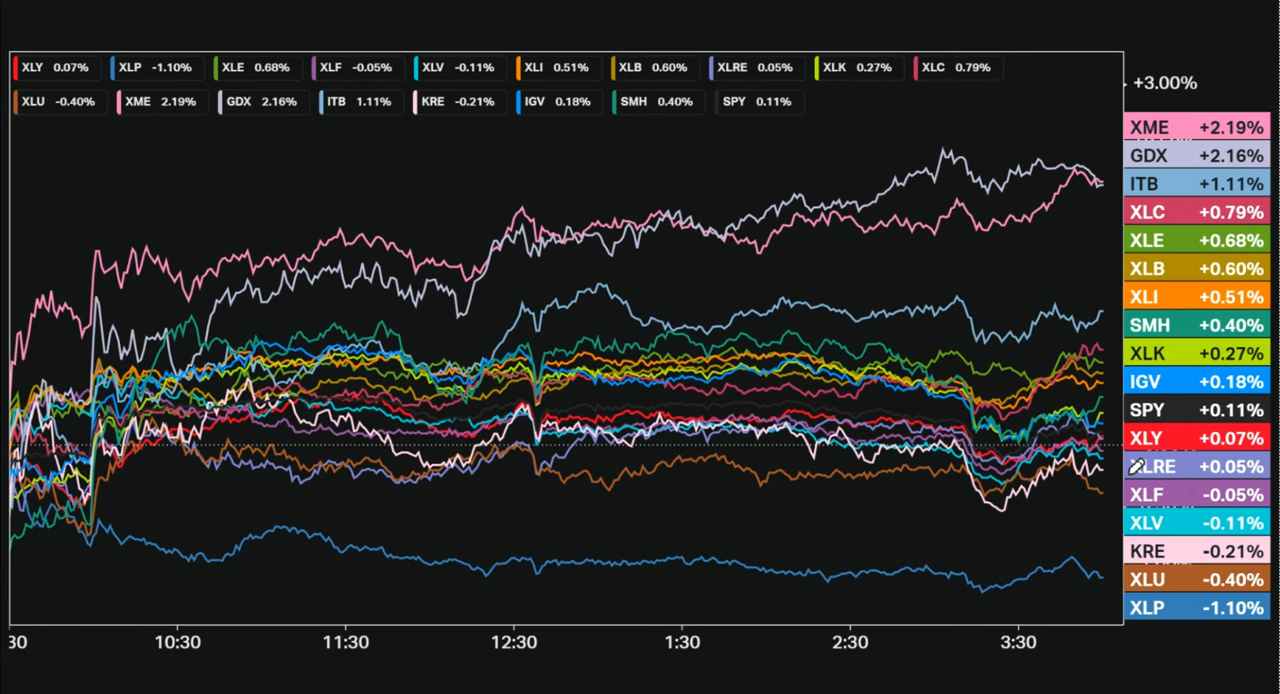 XLY 0.07% XLP -1.10% XLE 0.68% XLF -0.05% XLV -0.11% XLI 0.51% XLB 0.60% XLRE 0.05% XLK 0.27% XLC 0.79%
XLU -0.40% XME 2.19% GDX 2.16% ITB 1.11% KRE -0.21% IGV 0.18% SMH 0.40% SPY 0.11%
+3.00%
XME +2.19%
GDX +2.16%
ITB +1.11%
XLC +0.79%
XLE +0.68%
XLB +0.60%
XLI +0.51%
SMH +0.40%
XLK +0.27%
IGV +0.18%
SPY +0.11%
XLY +0.07%
XLRE +0.05%
XLF -0.05%
XLV -0.11%
KRE -0.21%
XLU -0.40%
XLP -1.10%
30 10:30 11:30 12:30 1:30 2:30 3:30